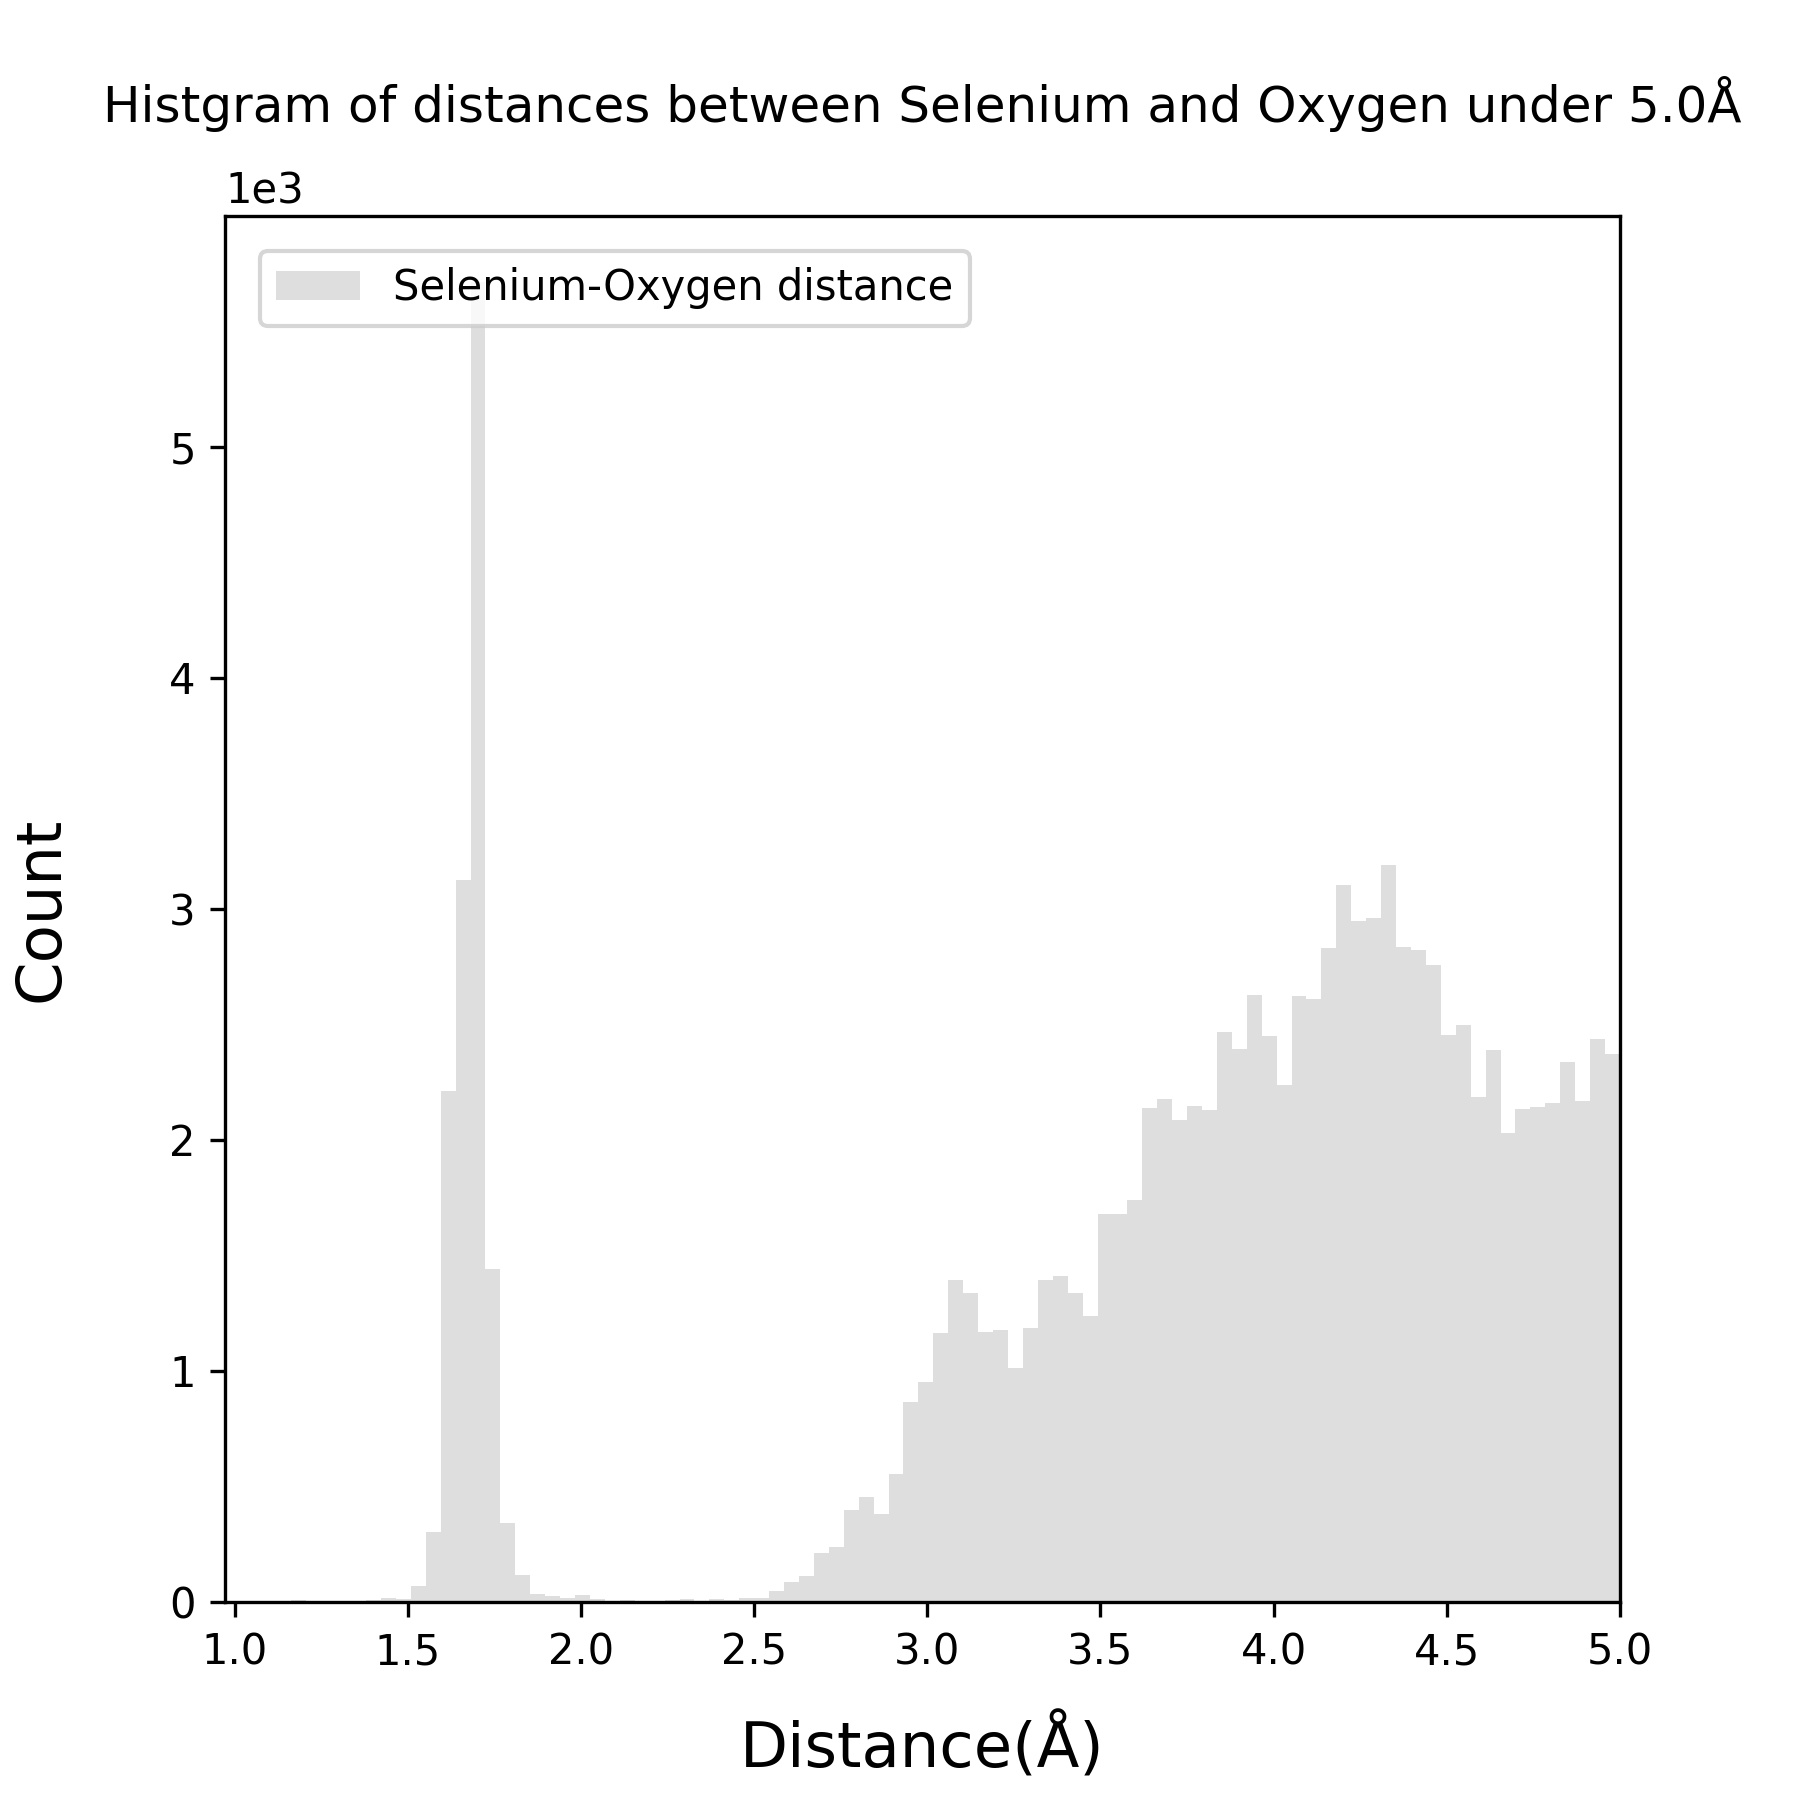 Histgram of distances between Selenium and Oxygen under 5.0Å
1e3
Selenium-Oxygen distance
5
4
3
2
1
0
Count
1.0 1.5 2.0 2.5 3.0 3.5 4.0 4.5 5.0
Distance(Å)